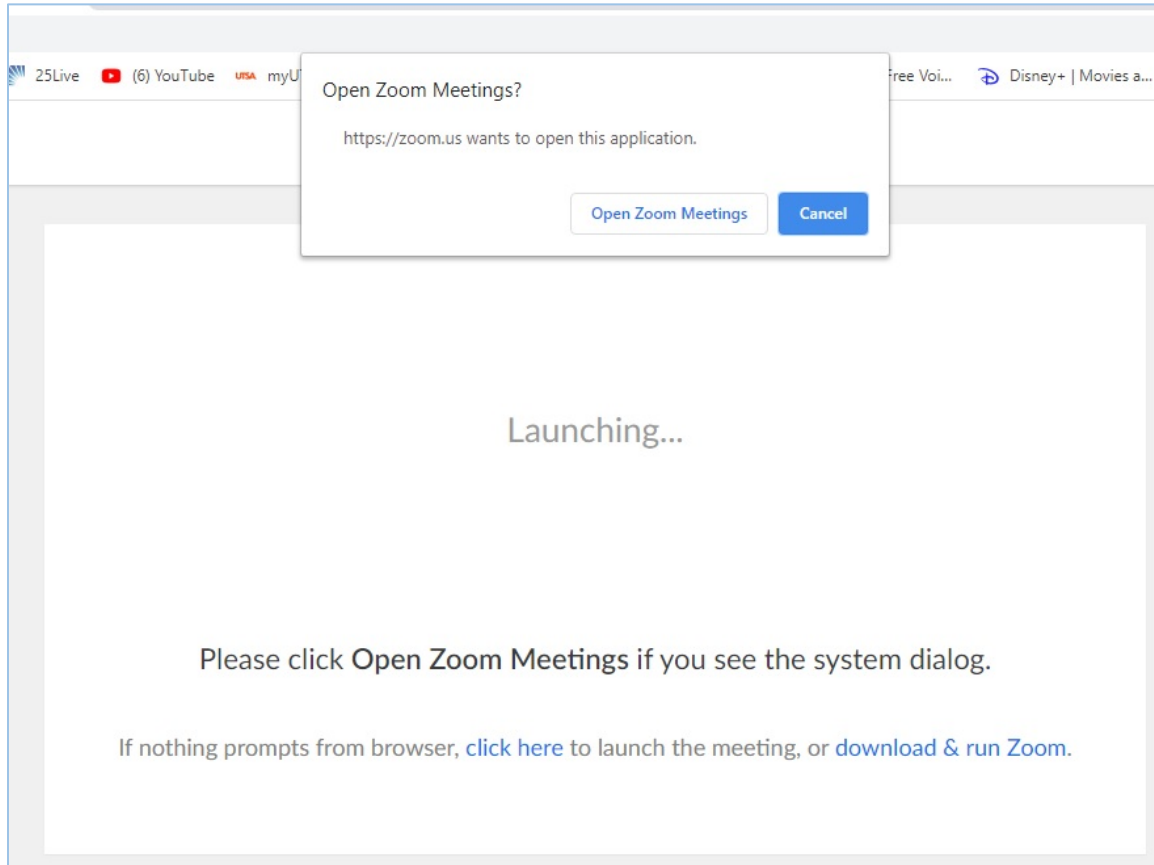 25Live (6) YouTube UTSA myU Free Voi... Disney+ | Movies a...
Open Zoom Meetings?
https://zoom.us wants to open this application.
Open Zoom Meetings Cancel
Launching...
Please click Open Zoom Meetings if you see the system dialog.
If nothing prompts from browser, click here to launch the meeting, or download & run Zoom.